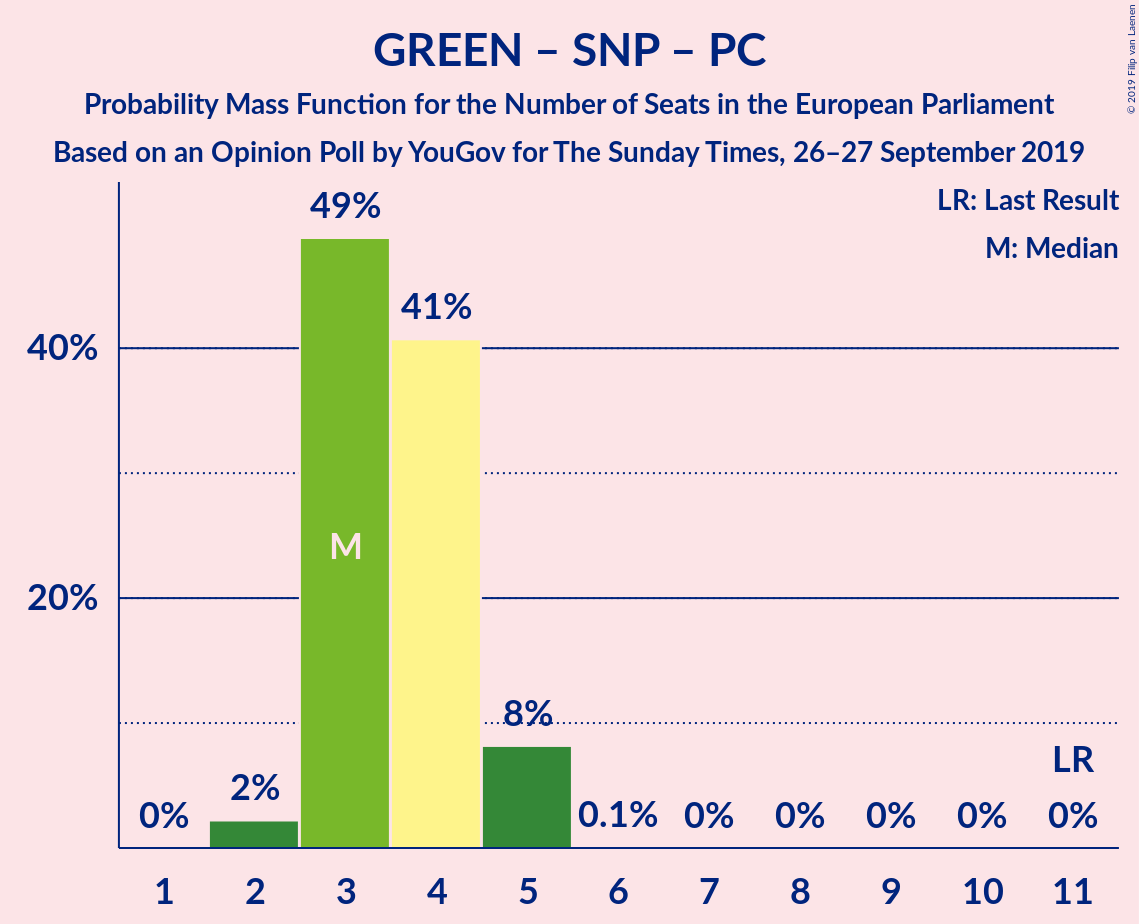 GREEN – SNP – PC
Probability Mass Function for the Number of Seats in the European Parliament
Based on an Opinion Poll by YouGov for The Sunday Times, 26–27 September 2019
© 2019 Filip van Laenen
LR: Last Result
M: Median
49%
41%
40%
M
20%
8%
LR
2%
0% 0.1% 0% 0% 0% 0% 0%
1 2 3 4 5 6 7 8 9 10 11